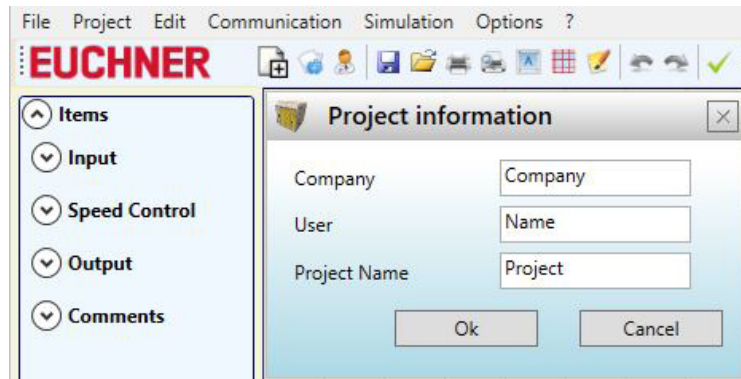 File Project Edit Communication Simulation Options ?
EUCHNER
Items
Input
Speed Control
Output
Comments
Project information
Company Company
User Name
Project Name Project
Ok Cancel